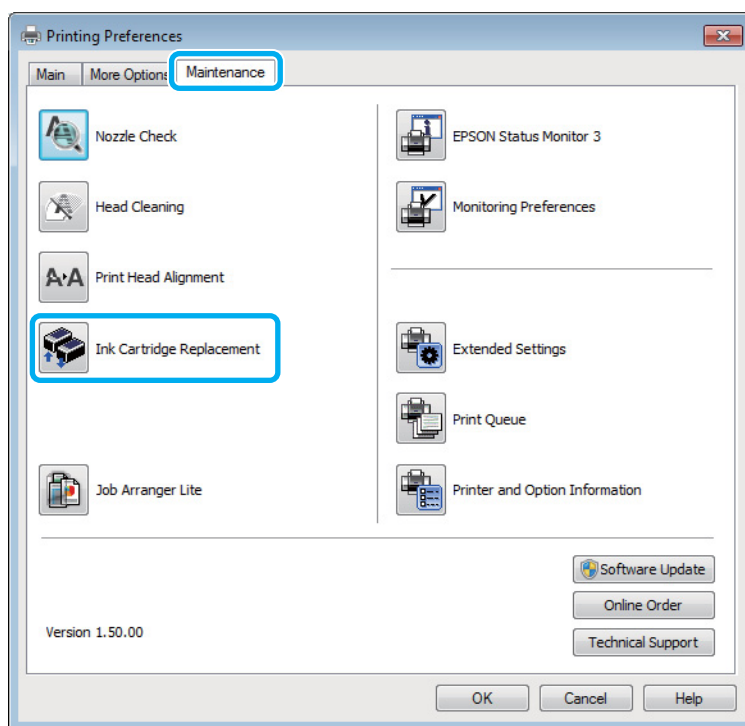 Printing Preferences
Main
More Options
Maintenance
Nozzle Check
EPSON Status Monitor 3
Head Cleaning
Monitoring Preferences
A A Print Head Alignment
Ink Cartridge Replacement
Extended Settings
Print Queue
Job Arranger Lite
Printer and Option Information
Software Update
Online Order
Version 1.50.00
Technical Support
OK
Cancel
Help